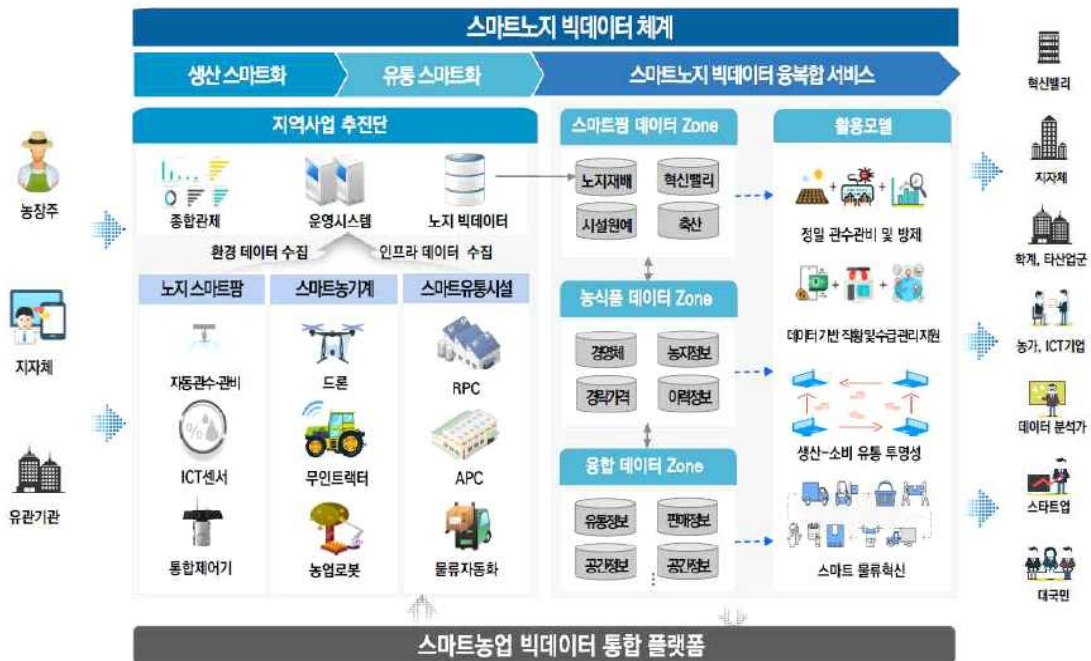 스마트노지 빅데이터 체계
생산 스마트화
유통 스마트화
스마트노지 빅데이터 융복합 서비스
농장주
지자체
유관기관
지역사업 추진단
종합관제
운영시스템
노지 빅데이터
환경 데이터 수집
인프라 데이터 수집
노지 스마트팜
스마트농기계
스마트유통시설
자동관수·관비
드론
RPC
ICT센서
무인트랙터
APC
통합제어기
농업로봇
물류자동화
스마트팜 데이터 Zone
노지재배
혁신밸리
시설원예
축산
농식품 데이터 Zone
경영체
농지정보
경락가격
이력정보
융합 데이터 Zone
유통정보
판매정보
공간정보
공간정보
활용모델
정밀 관수관비 및 방제
데이터 기반 작황 및 수급관리 지원
생산-소비 유통 투명성
스마트 물류혁신
혁신밸리
지자체
학계, 타산업군
농가, ICT기업
데이터 분석가
스타트업
대국민
스마트농업 빅데이터 통합 플랫폼